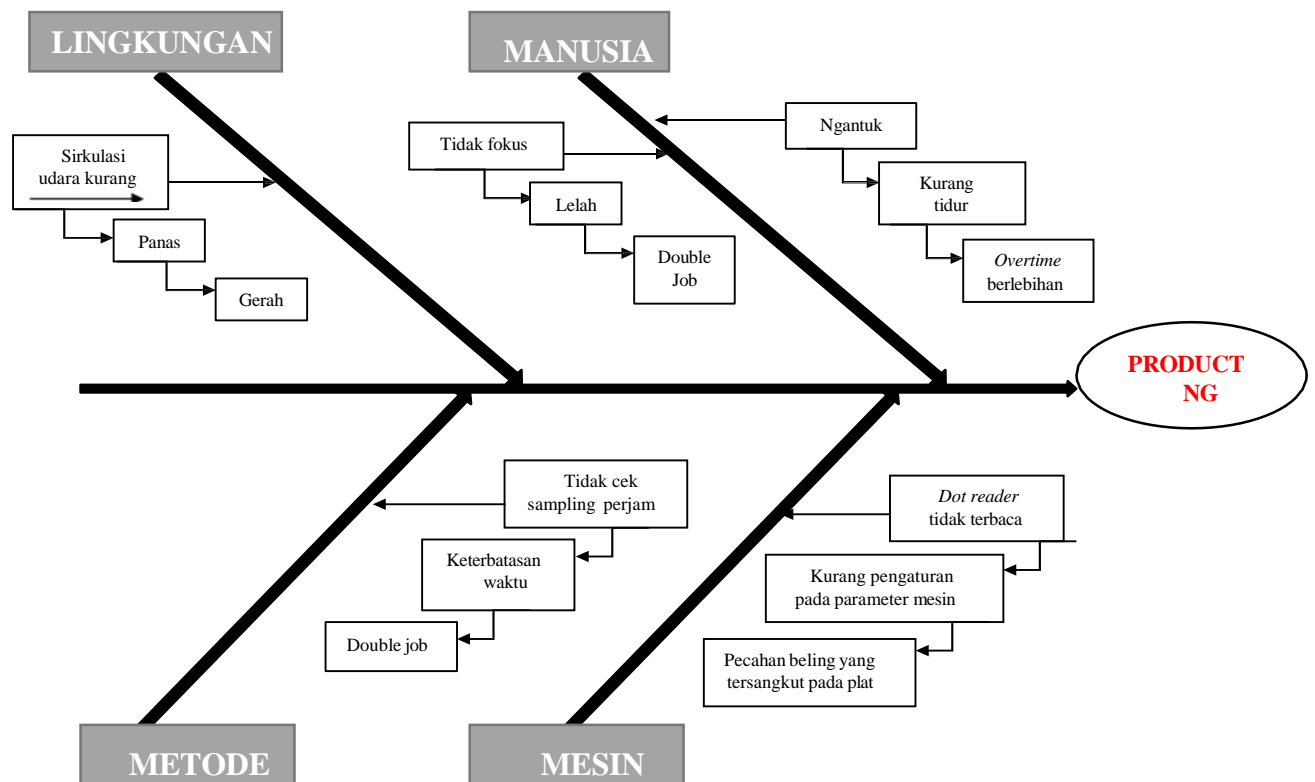 LINGKUNGAN
MANUSIA
Sirkulasi
udara kurang
Panas
Gerah
Tidak fokus
Lelah
Double
Job
Ngantuk
Kurang
tidur
Overtime
berlebihan
PRODUCT
NG
Tidak cek
sampling perjam
Keterbatasan
waktu
Double job
Dot reader
tidak terbaca
Kurang pengaturan
pada parameter mesin
Pecahan beling yang
tersangkut pada plat
METODE
MESIN